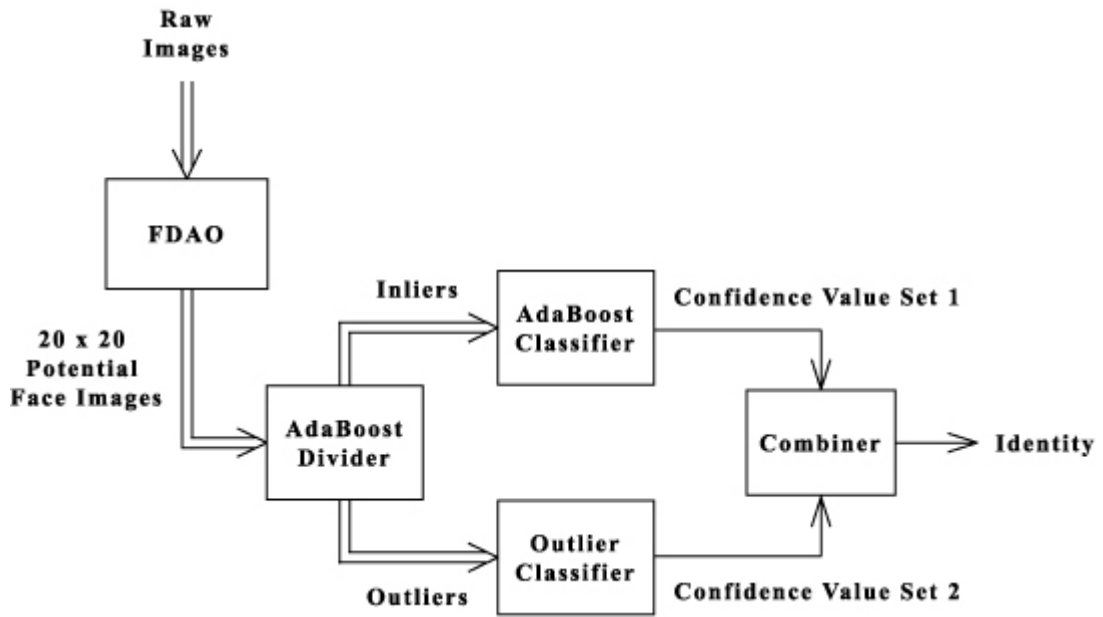 Raw
Images
FDAO
20 x 20
Potential
Face Images
AdaBoost
Divider
Inliers
AdaBoost
Classifier
Confidence Value Set 1
Combiner
Identity
Outliers
Outlier
Classifier
Confidence Value Set 2